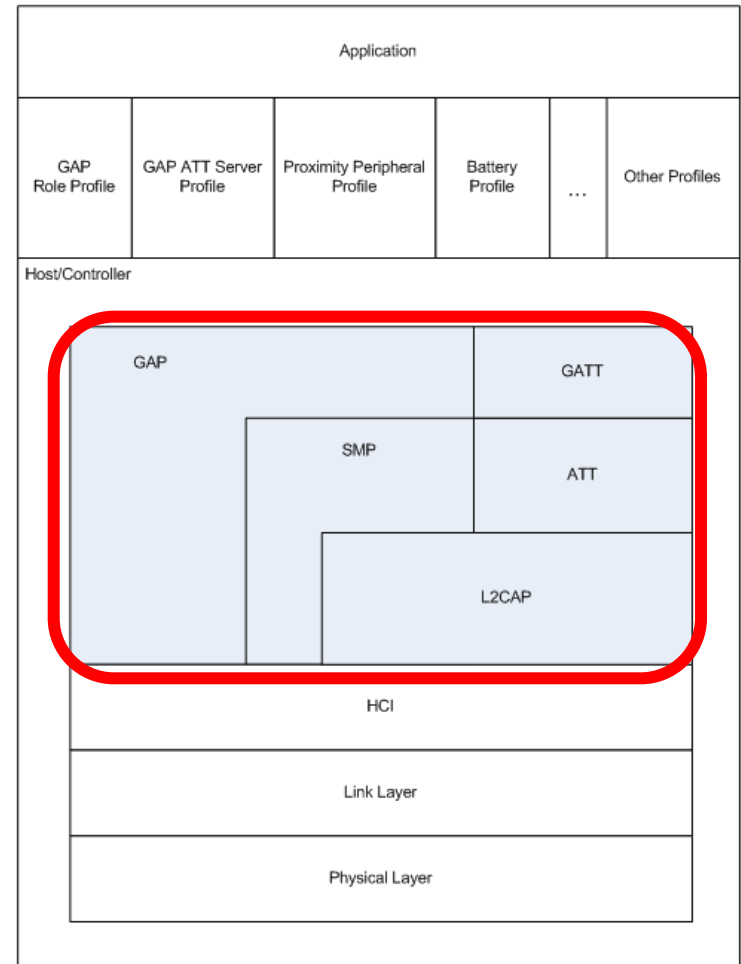 Application
GAP
Role Profile
GAP ATT Server
Profile
Proximity Peripheral
Profile
Battery
Profile
...
Other Profiles
Host/Controller
GAP
GATT
SMP
ATT
L2CAP
HCI
Link Layer
Physical Layer